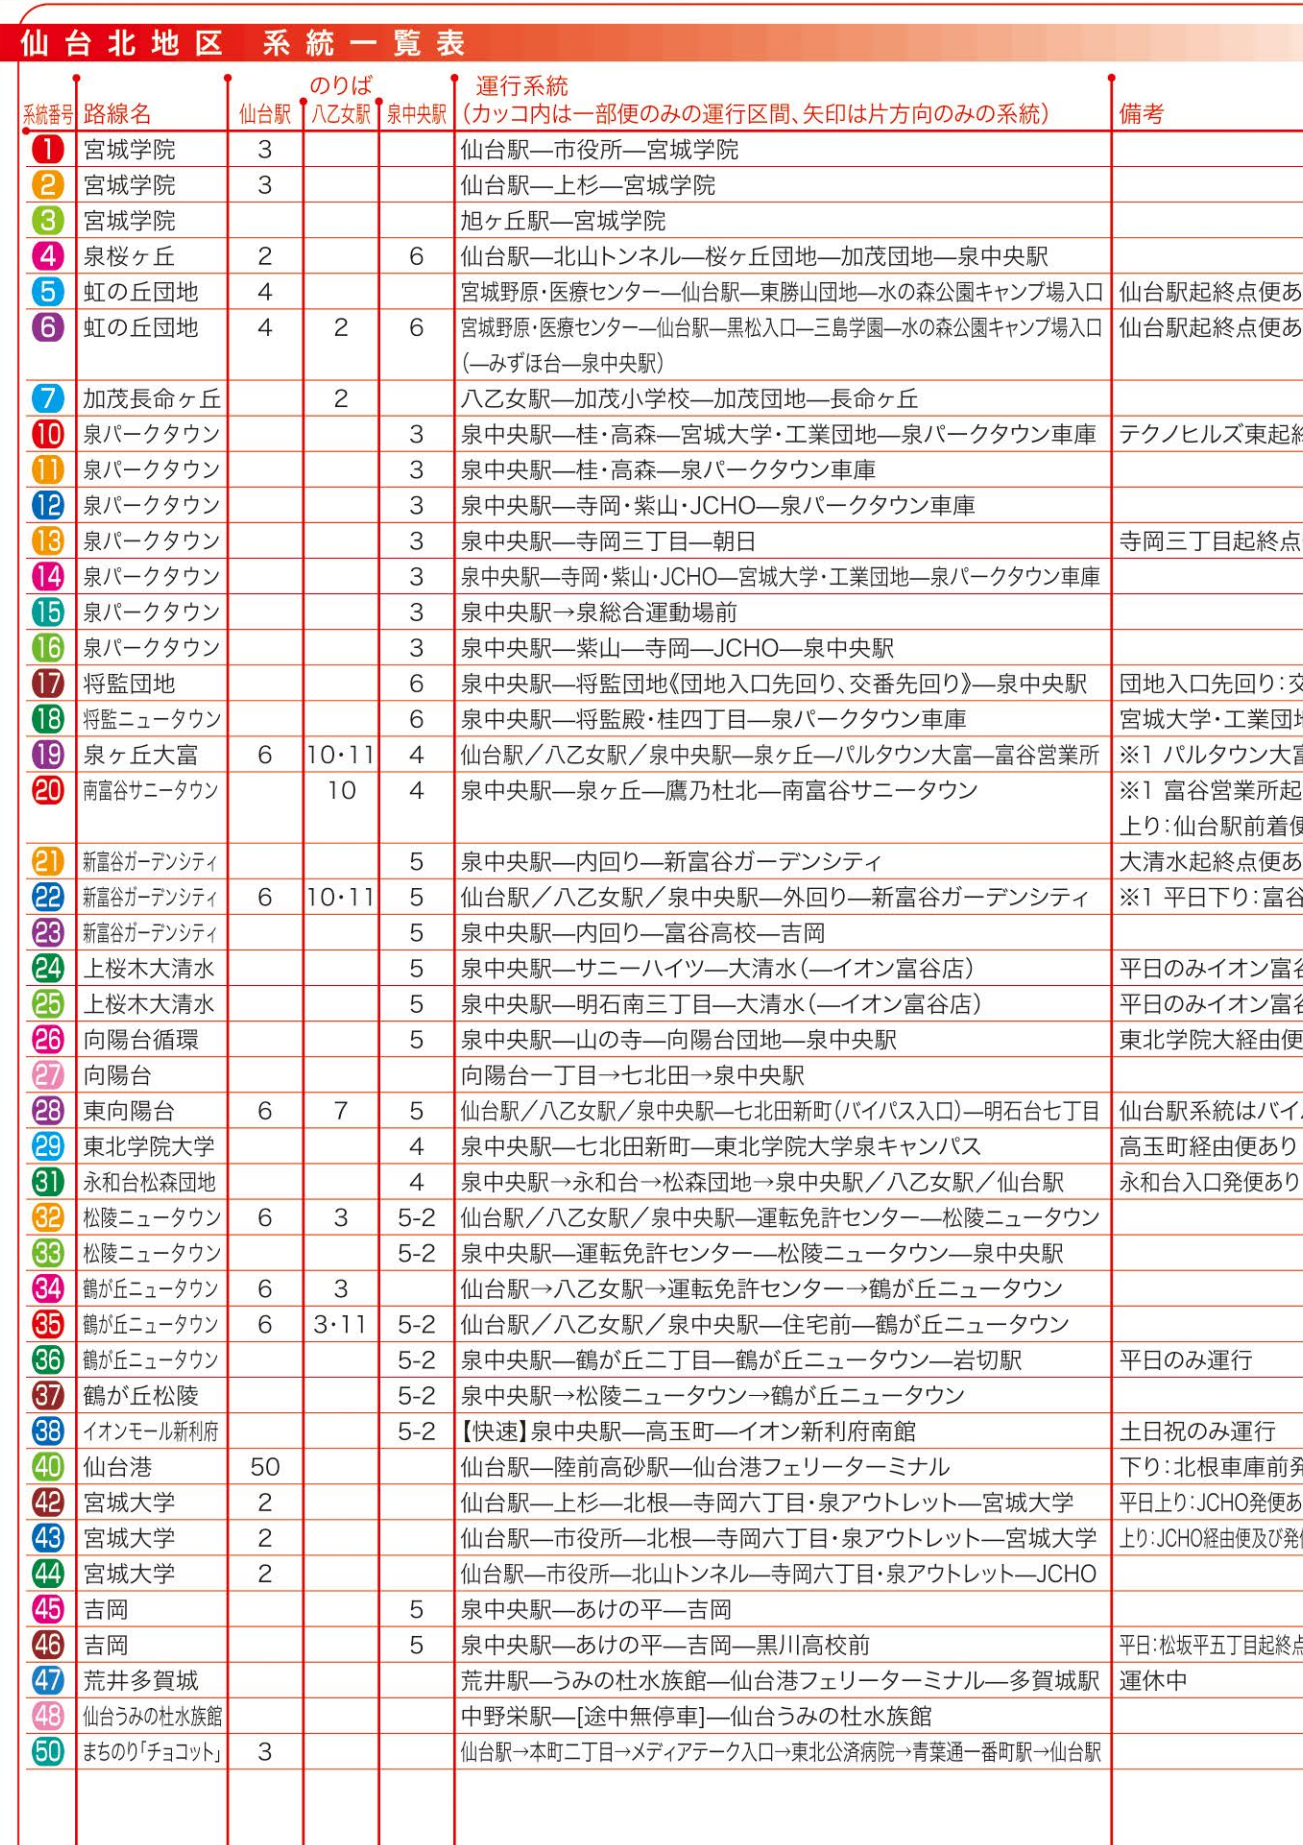 仙台北地区 系統一覧表
のりば 運行系統
系統番号 路線名 仙台駅 八乙女駅 泉中央駅 (カッコ内は一部便のみの運行区間、矢印は片方向のみの系統) 備考
1 宮城学院 3 仙台駅―市役所―宮城学院
2 宮城学院 3 仙台駅―上杉―宮城学院
3 宮城学院 旭ヶ丘駅―宮城学院
4 泉桜ヶ丘 2 6 仙台駅―北山トンネル―桜ヶ丘団地―加茂団地―泉中央駅
5 虹の丘団地 4 宮城野原・医療センター―仙台駅―東勝山団地―水の森公園キャンプ場入口 仙台駅起終点便あ
6 虹の丘団地 4 2 6 宮城野原・医療センター―仙台駅―黒松入口―三島学園―水の森公園キャンプ場入口 仙台駅起終点便あ
(―みずほ台―泉中央駅)
7 加茂長命ヶ丘 2 八乙女駅―加茂小学校―加茂団地―長命ヶ丘
10 泉パークタウン 3 泉中央駅―桂・高森―宮城大学・工業団地―泉パークタウン車庫 テクノヒルズ東起終
11 泉パークタウン 3 泉中央駅―桂・高森―泉パークタウン車庫
12 泉パークタウン 3 泉中央駅―寺岡・紫山・JCHO―泉パークタウン車庫
13 泉パークタウン 3 泉中央駅―寺岡三丁目―朝日 寺岡三丁目起終点
14 泉パークタウン 3 泉中央駅―寺岡・紫山・JCHO―宮城大学・工業団地―泉パークタウン車庫
15 泉パークタウン 3 泉中央駅→泉総合運動場前
16 泉パークタウン 3 泉中央駅―紫山―寺岡―JCHO―泉中央駅
17 将監団地 6 泉中央駅―将監団地《団地入口先回り、交番先回り》―泉中央駅 団地入口先回り:交
18 将監ニュータウン 6 泉中央駅―将監殿・桂四丁目―泉パークタウン車庫 宮城大学・工業団地
19 泉ヶ丘大富 6 10・11 4 仙台駅／八乙女駅／泉中央駅―泉ヶ丘―パルタウン大富―富谷営業所 ※1 パルタウン大富
20 南富谷サニータウン 10 4 泉中央駅―泉ヶ丘―鷹乃杜北―南富谷サニータウン ※1 富谷営業所起
上り:仙台駅前着便
21 新富谷ガーデンシティ 5 泉中央駅―内回り―新富谷ガーデンシティ 大清水起終点便あ
22 新富谷ガーデンシティ 6 10・11 5 仙台駅／八乙女駅／泉中央駅―外回り―新富谷ガーデンシティ ※1 平日下り:富谷
23 新富谷ガーデンシティ 5 泉中央駅―内回り―富谷高校―吉岡
24 上桜木大清水 5 泉中央駅―サニーハイツ―大清水(―イオン富谷店) 平日のみイオン富谷
25 上桜木大清水 5 泉中央駅―明石南三丁目―大清水(―イオン富谷店) 平日のみイオン富谷
26 向陽台循環 5 泉中央駅―山の寺―向陽台団地―泉中央駅 東北学院大経由便
27 向陽台 向陽台一丁目→七北田→泉中央駅
28 東向陽台 6 7 5 仙台駅／八乙女駅／泉中央駅―七北田新町(バイパス入口)―明石台七丁目 仙台駅系統はバイ
29 東北学院大学 4 泉中央駅―七北田新町―東北学院大学泉キャンパス 高玉町経由便あり
31 永和台松森団地 4 泉中央駅→永和台→松森団地→泉中央駅／八乙女駅／仙台駅 永和台入口発便あり
32 松陵ニュータウン 6 3 5-2 仙台駅／八乙女駅／泉中央駅―運転免許センター―松陵ニュータウン
33 松陵ニュータウン 5-2 泉中央駅―運転免許センター―松陵ニュータウン―泉中央駅
34 鶴が丘ニュータウン 6 3 仙台駅→八乙女駅→運転免許センター→鶴が丘ニュータウン
35 鶴が丘ニュータウン 6 3・11 5-2 仙台駅／八乙女駅／泉中央駅―住宅前―鶴が丘ニュータウン
36 鶴が丘ニュータウン 5-2 泉中央駅―鶴が丘二丁目―鶴が丘ニュータウン―岩切駅 平日のみ運行
37 鶴が丘松陵 5-2 泉中央駅→松陵ニュータウン→鶴が丘ニュータウン
38 イオンモール新利府 5-2 【快速】泉中央駅―高玉町―イオン新利府南館 土日祝のみ運行
40 仙台港 50 仙台駅―陸前高砂駅―仙台港フェリーターミナル 下り:北根車庫前発
42 宮城大学 2 仙台駅―上杉―北根―寺岡六丁目・泉アウトレット―宮城大学 平日上り:JCHO発便あ
43 宮城大学 2 仙台駅―市役所―北根―寺岡六丁目・泉アウトレット―宮城大学 上り:JCHO経由便及び発便
44 宮城大学 2 仙台駅―市役所―北山トンネル―寺岡六丁目・泉アウトレット―JCHO
45 吉岡 5 泉中央駅―あけの平―吉岡
46 吉岡 5 泉中央駅―あけの平―吉岡―黒川高校前 平日:松坂平五丁目起終点
47 荒井多賀城 荒井駅―うみの杜水族館―仙台港フェリーターミナル―多賀城駅 運休中
48 仙台うみの杜水族館 中野栄駅―[途中無停車]―仙台うみの杜水族館
50 まちのり「チョコット」 3 仙台駅→本町二丁目→メディアテーク入口→東北公済病院→青葉通一番町駅→仙台駅